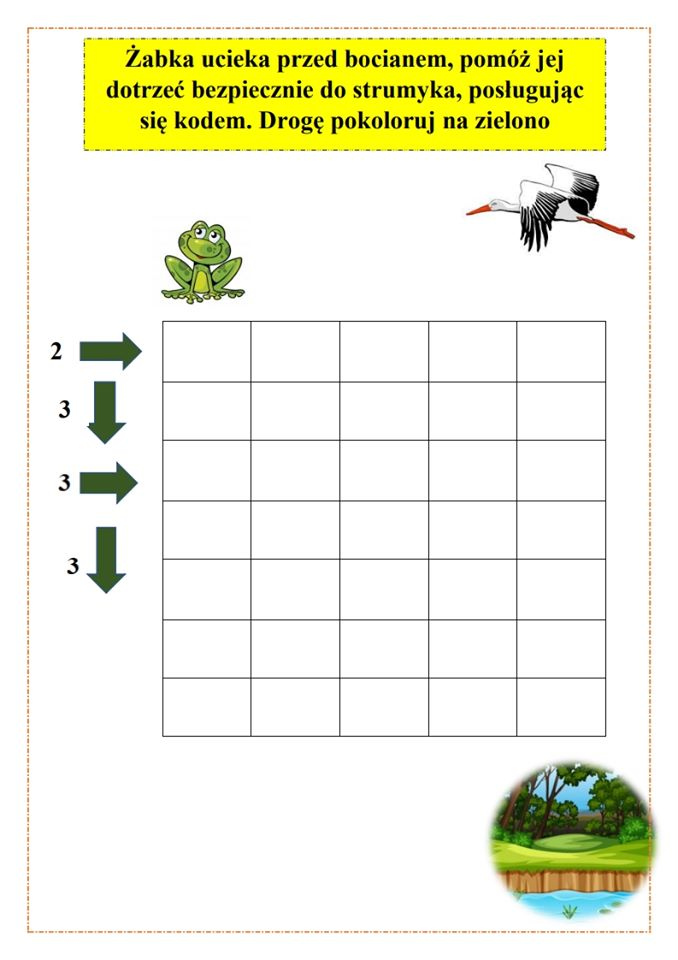 Żabka ucieka przed bocianem, pomóż jej
dotrzeć bezpiecznie do strumyka, posługując
się kodem. Drogę pokoloruj na zielono
2
3
3
3